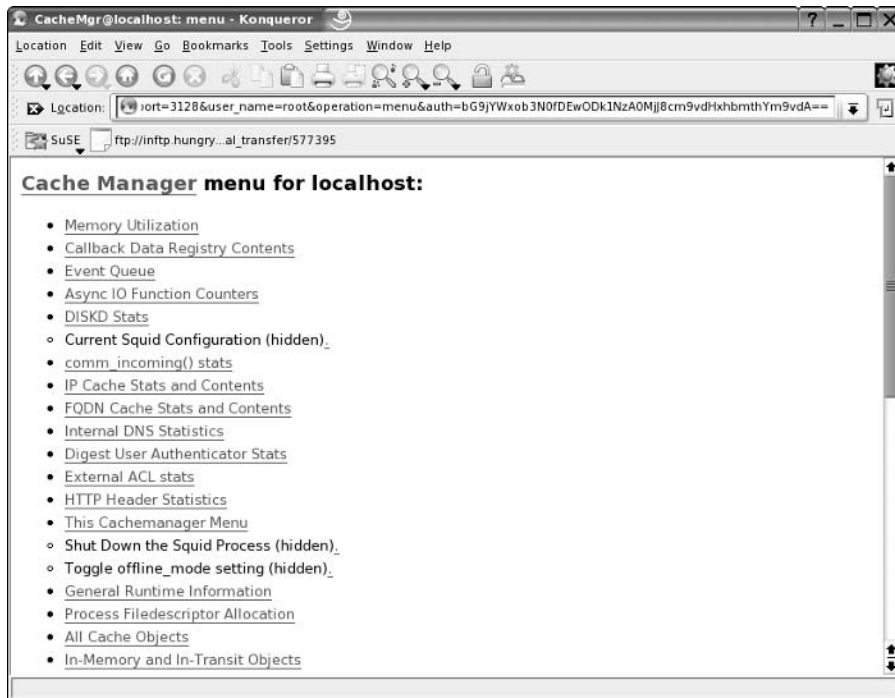 CacheMgr@localhost: menu - Konqueror
Location Edit View Go Bookmarks Tools Settings Window Help
Location: port=3128&user_name=root&operation=menu&auth=bG9jYWxob3N0fDEwODk1NzA0MjJ8cm9vdHxhbmthYm9vdA==
SuSE ftp://inftp.hungry...al_transfer/577395
Cache Manager menu for localhost:
Memory Utilization
Callback Data Registry Contents
Event Queue
Async IO Function Counters
DISKD Stats
Current Squid Configuration (hidden).
comm_incoming() stats
IP Cache Stats and Contents
FQDN Cache Stats and Contents
Internal DNS Statistics
Digest User Authenticator Stats
External ACL stats
HTTP Header Statistics
This Cachemanager Menu
Shut Down the Squid Process (hidden).
Toggle offline_mode setting (hidden).
General Runtime Information
Process Filedescriptor Allocation
All Cache Objects
In-Memory and In-Transit Objects